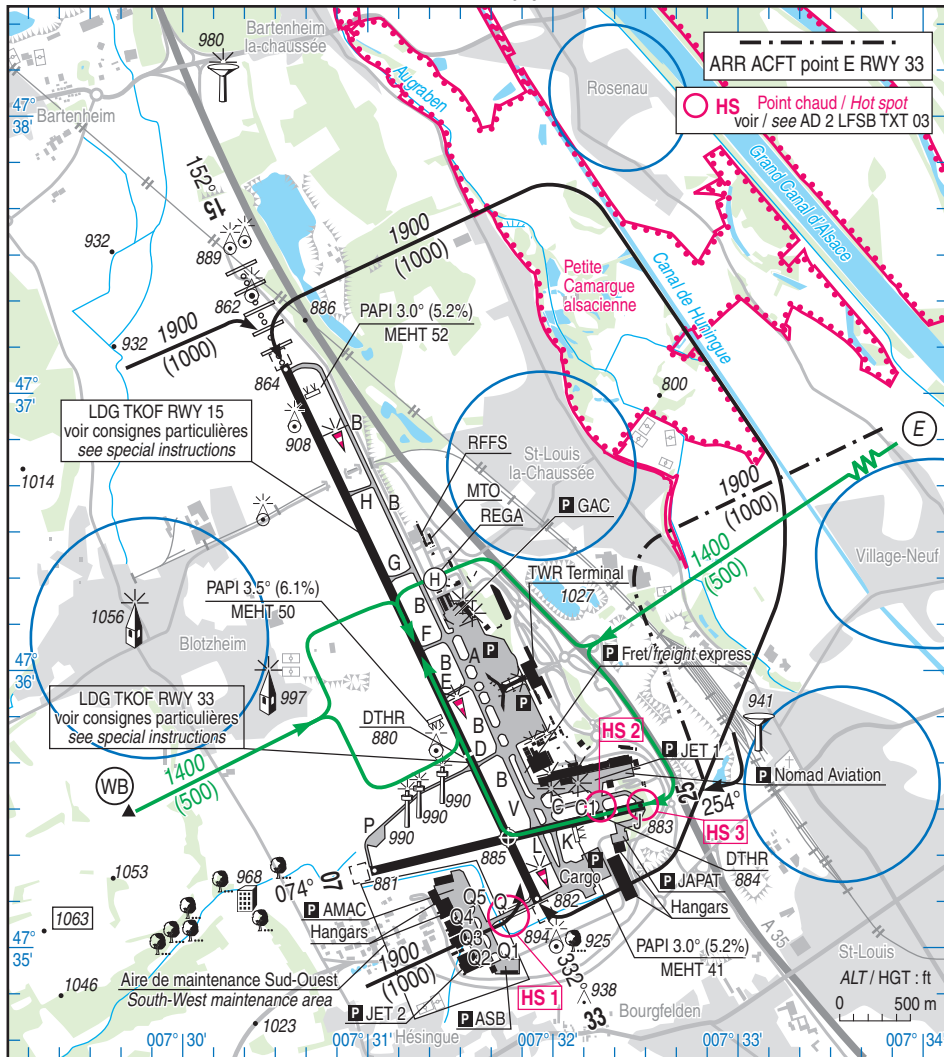 980
Bartenheim
la-chaussée
Augraben
Rosenau
ARR ACFT point E RWY 33
HS Point chaud / Hot spot
voir / see AD 2 LFSB TXT 03
47°
38'
Bartenheim
152°
15
1900
(1000)
Grand Canal d'Alsace
932
889
862
886
Petite
Camargue
alsacienne
Canal de Huningue
PAPI 3.0° (5.2%)
MEHT 52
1900
(1000)
932
47°
37'
864
800
LDG TKOF RWY 15
voir consignes particulières
see special instructions
908
B
RFFS
St-Louis
la-Chaussée
E
1014
H
B
MTO
REGA
P GAC
1900
(1000)
1400
(500)
Village-Neuf
G
H
TWR Terminal
1027
PAPI 3.5° (6.1%)
MEHT 50
1056
Blotzheim
B
F
A
P
P Fret/freight express
47°
36'
997
B
E
P
941
LDG TKOF RWY 33
voir consignes particulières
see special instructions
DTHR
880
B
D
HS 2
P JET 1
1400
(500)
WB
B
P Nomad Aviation
990
990
990
V
C
C1
25
254°
J
883
HS 3
P
885
L
K
DTHR
884
1053
881
P
Cargo
968
074°
07
P AMAC
Hangars
Q5
Q4
Q3
Q2
Q
Q1
882
P JAPAT
Hangars
1063
894
925
PAPI 3.0° (5.2%)
MEHT 41
A 35
St-Louis
47°
35'
1900
(1000)
Aire de maintenance Sud-Ouest
South-West maintenance area
332°
33
HS 1
938
ALT / HGT : ft
0 500 m
1046
1023
P JET 2
P ASB
Bourgfelden
Hésingue
007° 30'
007° 31'
007° 32'
007° 33'
007° 34'